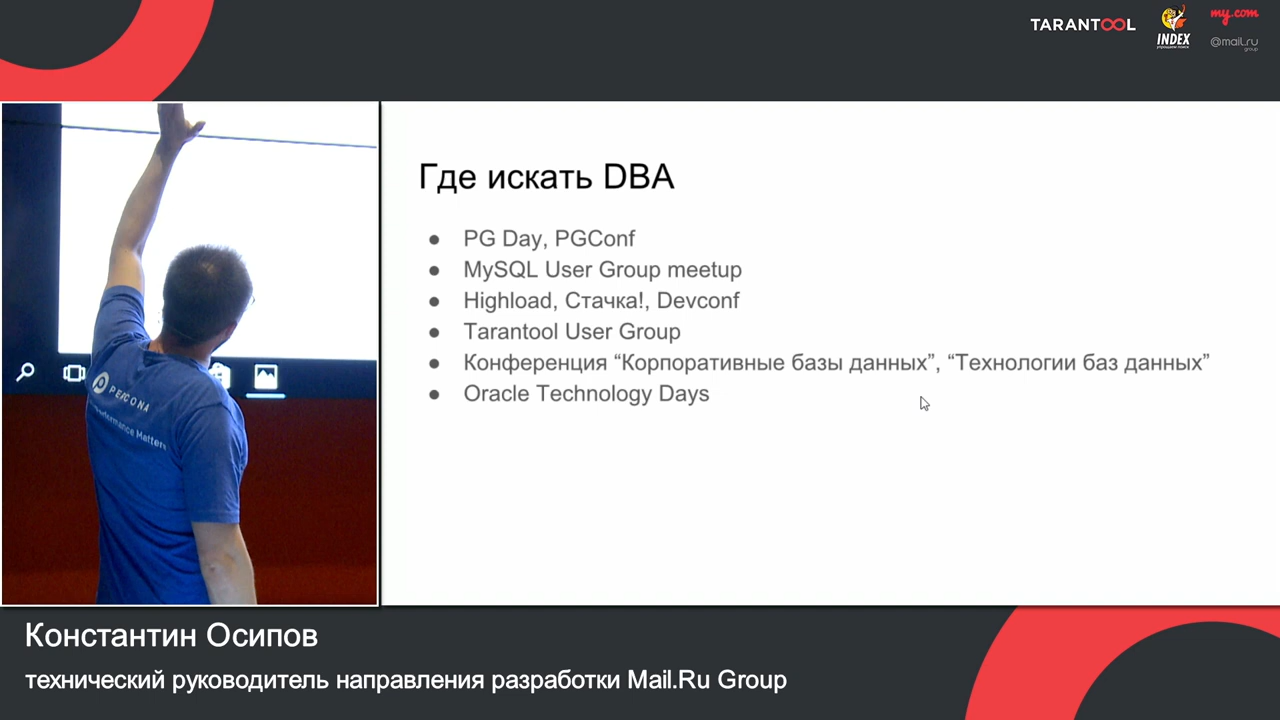 TARANTOOL
INDEX
my.com
@mail.ru
group
Где искать DBA
● PG Day, PGConf
● MySQL User Group meetup
● Highload, Стачка!, Devconf
● Tarantool User Group
● Конференция “Корпоративные базы данных”, “Технологии баз данных”
● Oracle Technology Days
PERCONA
Performance Matters
Константин Осипов
технический руководитель направления разработки Mail.Ru Group